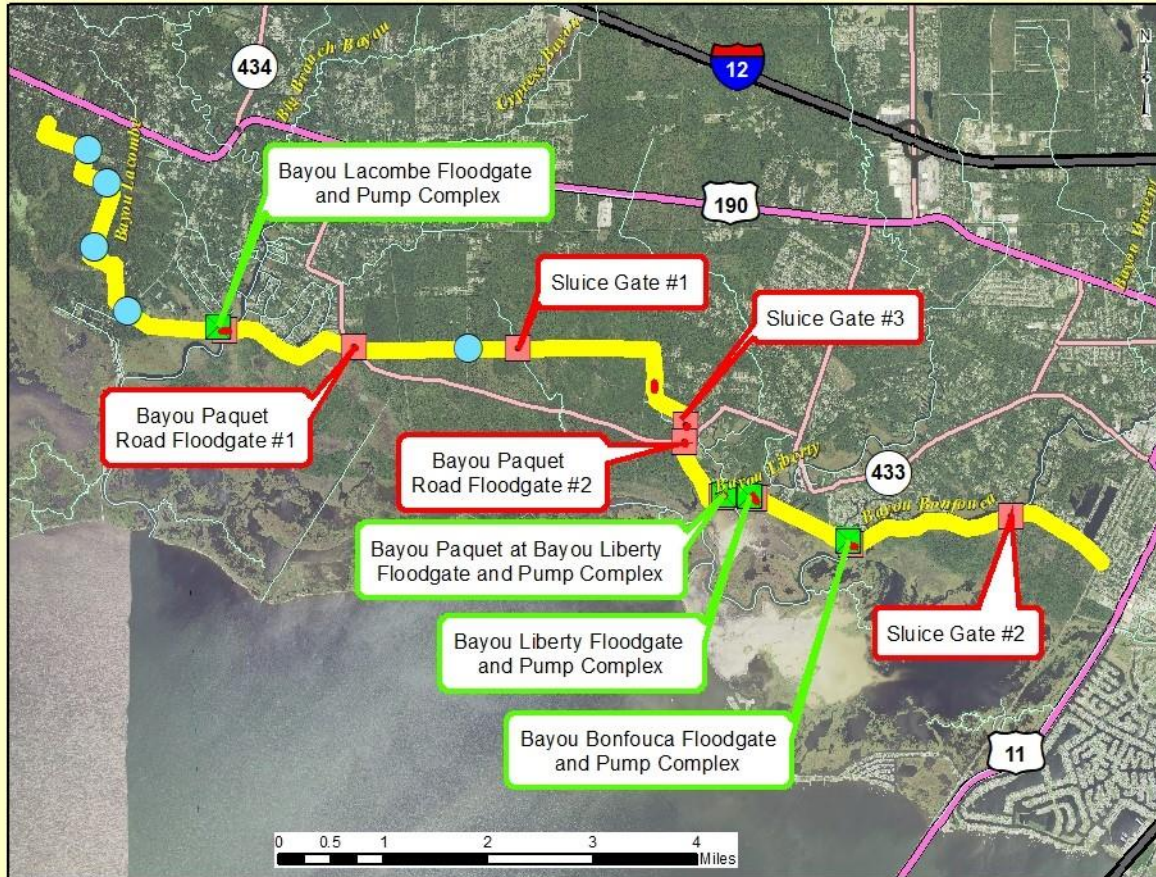 434
Big Branch Bayou
Cypress Bayou
12
N
Bayou Lacombe
Bayou Lacombe Floodgate
and Pump Complex
190
Bayou Vincent
Sluice Gate #1
Sluice Gate #3
Bayou Paquet
Road Floodgate #1
Bayou Paquet
Road Floodgate #2
Bayou Liberty
433
Bayou Bonfouca
Bayou Paquet at Bayou Liberty
Floodgate and Pump Complex
Bayou Liberty Floodgate
and Pump Complex
Sluice Gate #2
Bayou Bonfouca Floodgate
and Pump Complex
11
0 0.5 1 2 3 4
Miles